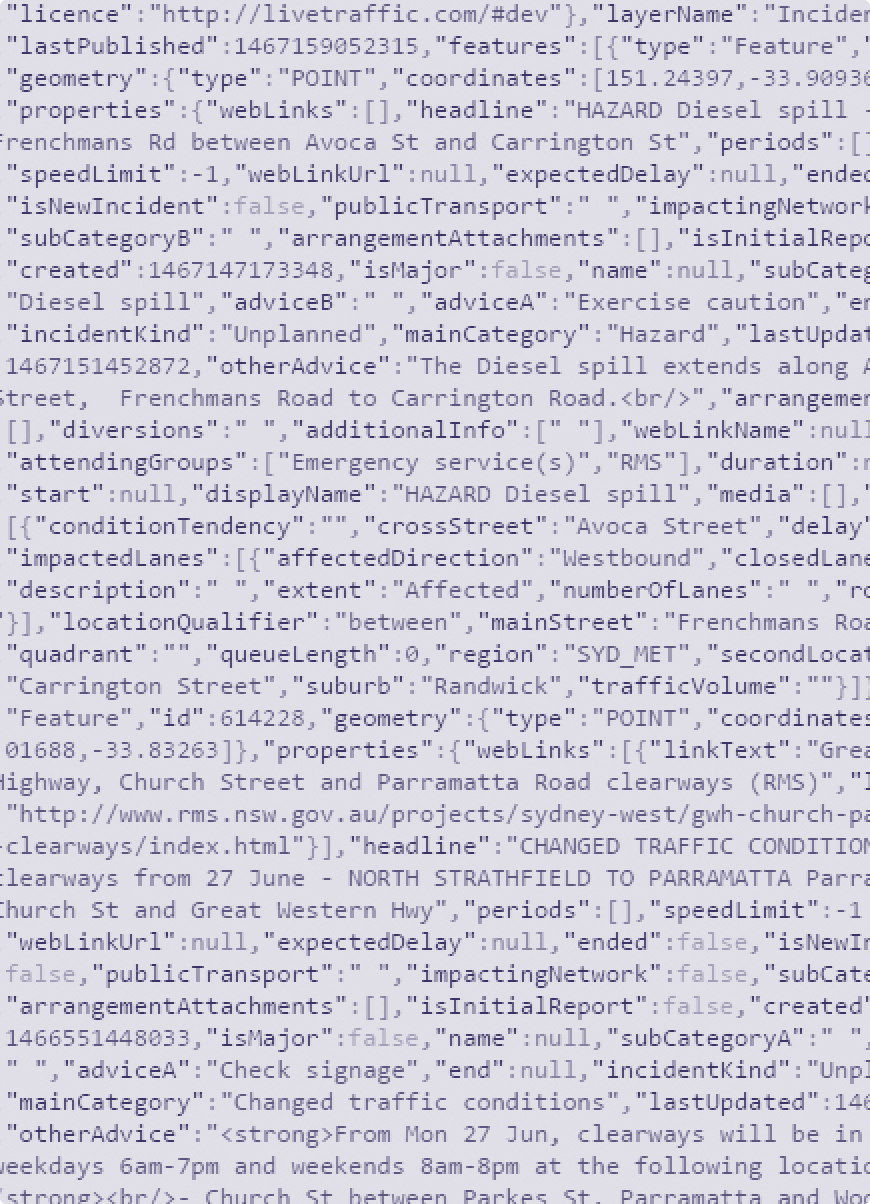 "licence":"http://livetraffic.com/#dev"},"layerName":"Inciden
"lastPublished":1467159052315,"features":[{"type":"Feature","
"geometry":{"type":"POINT","coordinates":[151.24397,-33.90936
"properties":{"webLinks":[],"headline":"HAZARD Diesel spill -
Frenchmans Rd between Avoca St and Carrington St","periods":[]
"speedLimit":-1,"webLinkUrl":null,"expectedDelay":null,"ended
"isNewIncident":false,"publicTransport":" ","impactingNetwork
"subCategoryB":" ","arrangementAttachments":[],"isInitialRepo
"created":1467147173348,"isMajor":false,"name":null,"subCateg
"Diesel spill","adviceB":" ","adviceA":"Exercise caution","en
"incidentKind":"Unplanned","mainCategory":"Hazard","lastUpdat
1467151452872,"otherAdvice":"The Diesel spill extends along A
Street,  Frenchmans Road to Carrington Road.<br/>","arrangemen
[],"diversions":" ","additionalInfo":[" "],"webLinkName":null
"attendingGroups":["Emergency service(s)","RMS"],"duration":n
"start":null,"displayName":"HAZARD Diesel spill","media":[],"
[{"conditionTendency":"","crossStreet":"Avoca Street","delay"
"impactedLanes":[{"affectedDirection":"Westbound","closedLane
"description":" ","extent":"Affected","numberOfLanes":" ","ro
"}],"locationQualifier":"between","mainStreet":"Frenchmans Roa
"quadrant":"","queueLength":0,"region":"SYD_MET","secondLocat
"Carrington Street","suburb":"Randwick","trafficVolume":""}]}
"Feature","id":614228,"geometry":{"type":"POINT","coordinates
01688,-33.83263]},"properties":{"webLinks":[{"linkText":"Grea
Highway, Church Street and Parramatta Road clearways (RMS)","l
"http://www.rms.nsw.gov.au/projects/sydney-west/gwh-church-pa
-clearways/index.html"}],"headline":"CHANGED TRAFFIC CONDITION
clearways from 27 June - NORTH STRATHFIELD TO PARRAMATTA Parra
Church St and Great Western Hwy","periods":[],"speedLimit":-1
"webLinkUrl":null,"expectedDelay":null,"ended":false,"isNewIn
false,"publicTransport":" ","impactingNetwork":false,"subCate
"arrangementAttachments":[],"isInitialReport":false,"created"
1466551448033,"isMajor":false,"name":null,"subCategoryA":" ",
" ","adviceA":"Check signage","end":null,"incidentKind":"Unpl
"mainCategory":"Changed traffic conditions","lastUpdated":146
"otherAdvice":"<strong>From Mon 27 Jun, clearways will be in
weekdays 6am-7pm and weekends 8am-8pm at the following locatio
/strong><br/>- Church St between Parkes St, Parramatta and Woo